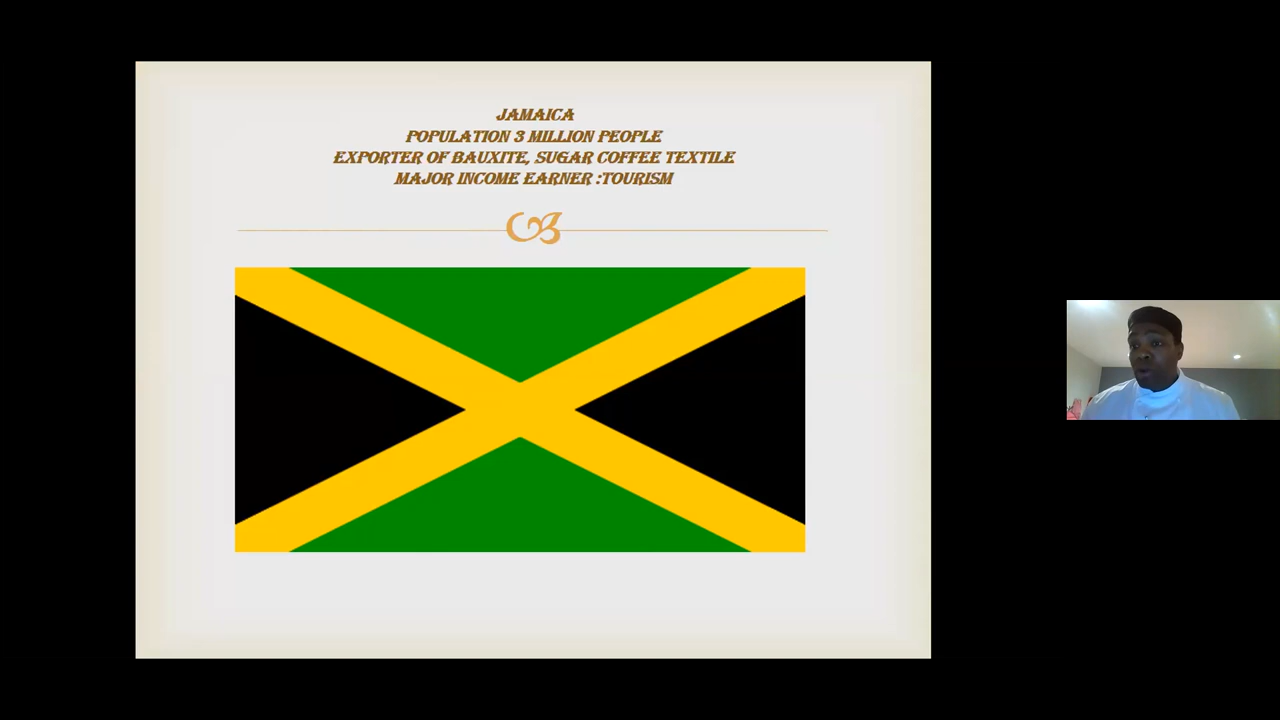 JAMAICA
POPULATION 3 MILLION PEOPLE
EXPORTER OF BAUXITE, SUGAR COFFEE TEXTILE
MAJOR INCOME EARNER :TOURISM